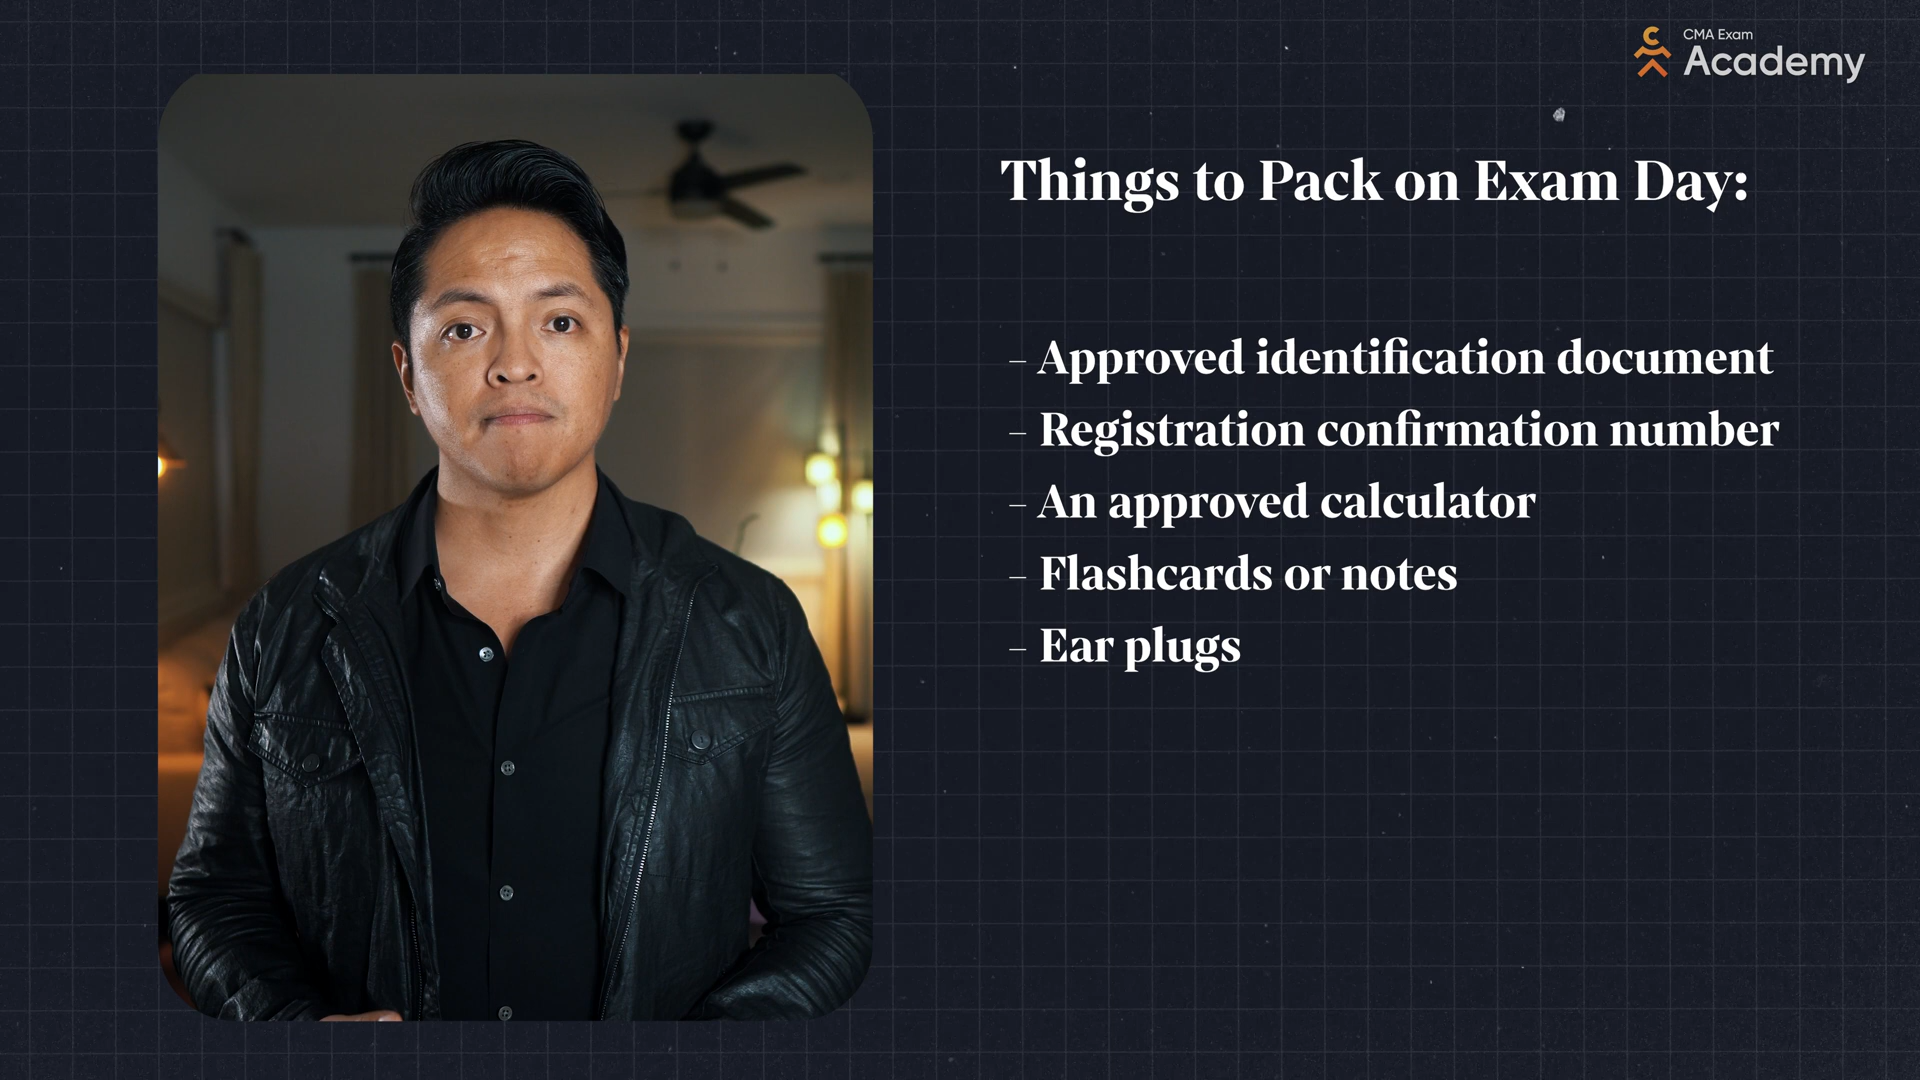 CMA Exam
Academy
Things to Pack on Exam Day:
– Approved identification document
– Registration confirmation number
– An approved calculator
– Flashcards or notes
– Ear plugs